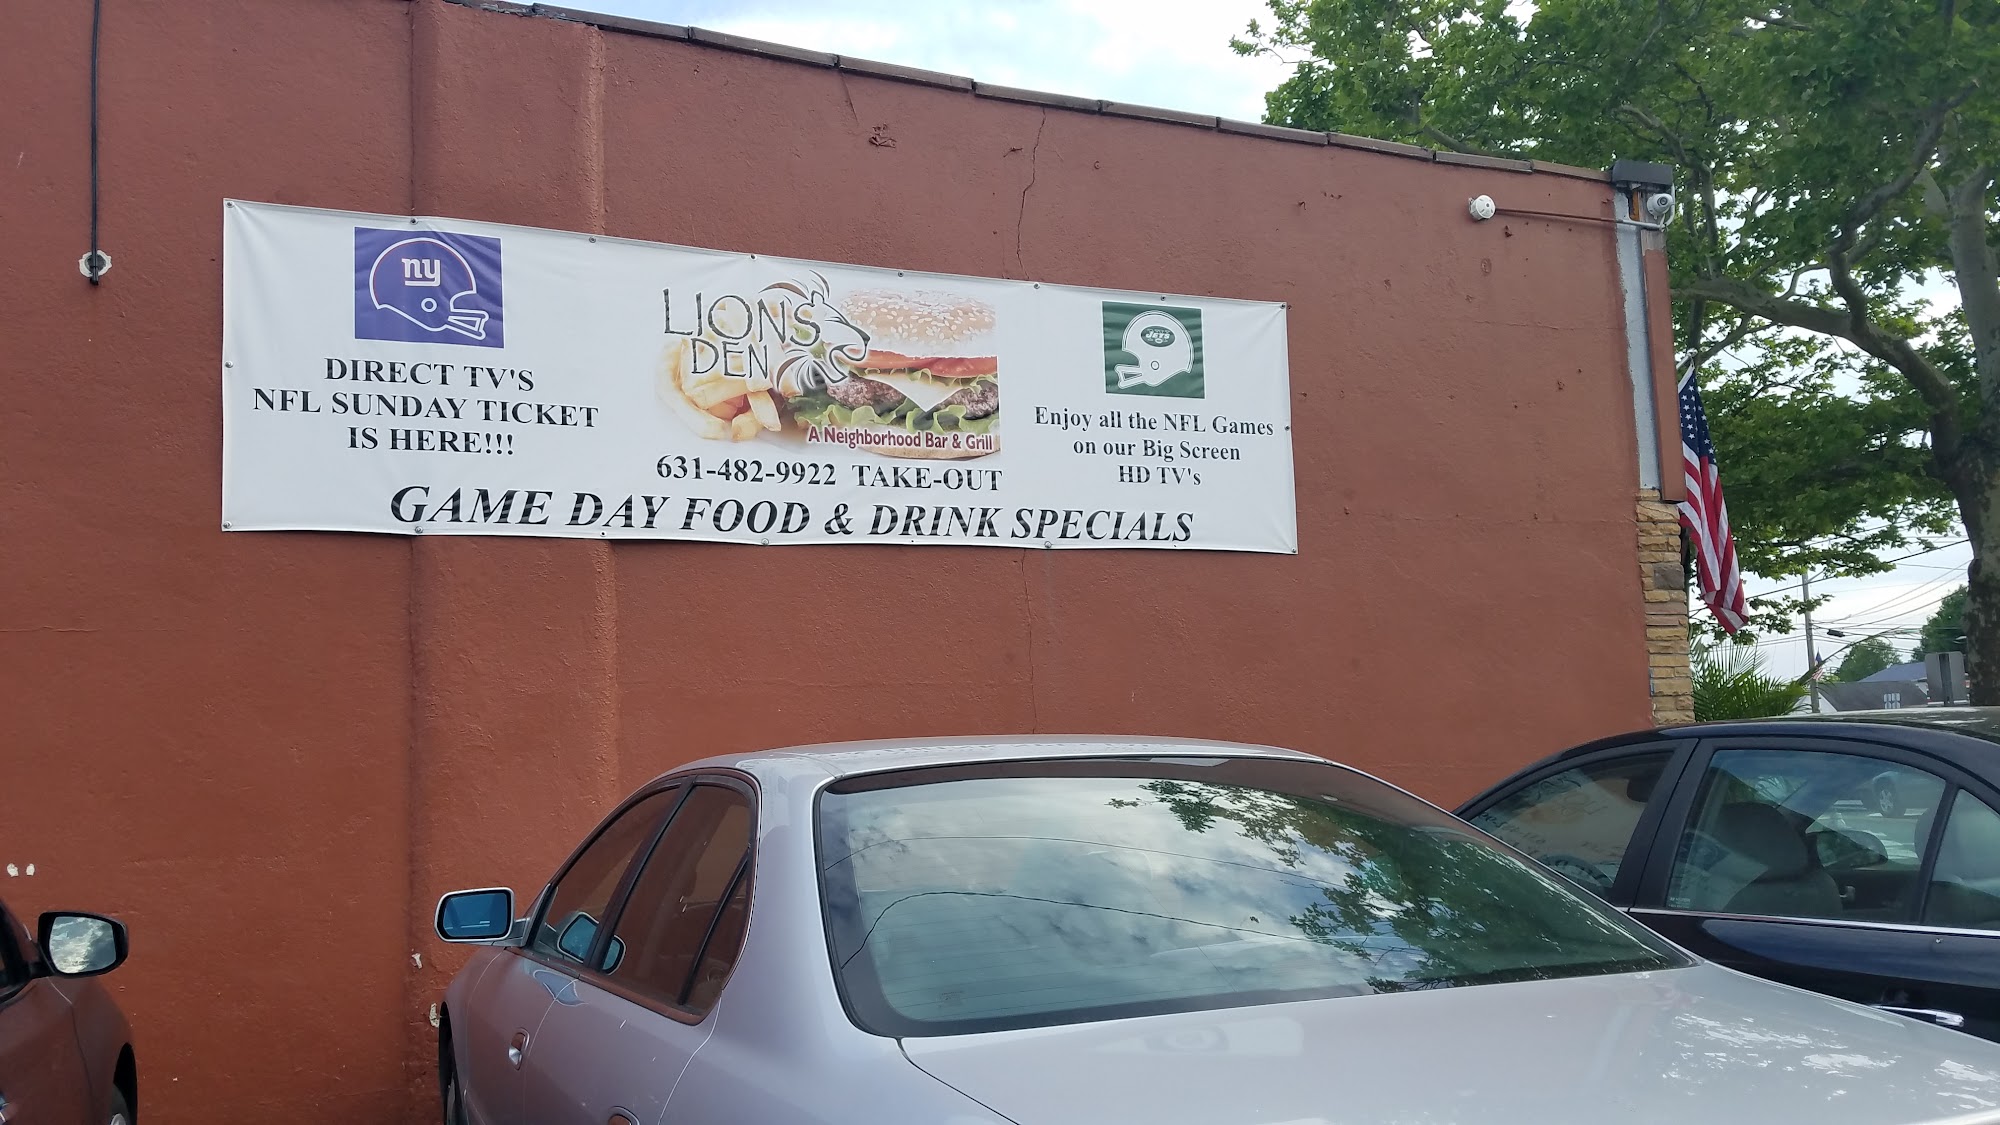 ny
DIRECT TV'S
NFL SUNDAY TICKET
IS HERE!!!
LIONS
DEN
A Neighborhood Bar & Grill
631-482-9922 TAKE-OUT
JETS
Enjoy all the NFL Games
on our Big Screen
HD TV's
GAME DAY FOOD & DRINK SPECIALS